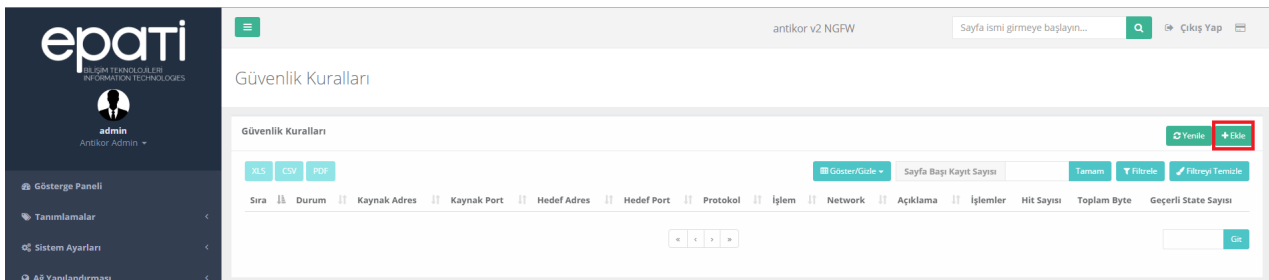 epati
BİLİŞİM TEKNOLOJİLERİ
INFORMATION TECHNOLOGIES
admin
Antikor Admin
Gösterge Paneli
Tanımlamalar
Sistem Ayarları
Ağ Yapılandırması
antikor v2 NGFW
Sayfa ismi girmeye başlayın...
Çıkış Yap
Güvenlik Kuralları
Güvenlik Kuralları
Yenile
Ekle
XLS CSV PDF
Göster/Gizle
Sayfa Başı Kayıt Sayısı
Tamam
Filtrele
Filtreyi Temizle
Sıra Durum Kaynak Adres Kaynak Port Hedef Adres Hedef Port Protokol İşlem Network Açıklama İşlemler Hit Sayısı Toplam Byte Geçerli State Sayısı
« ‹ › »
Git